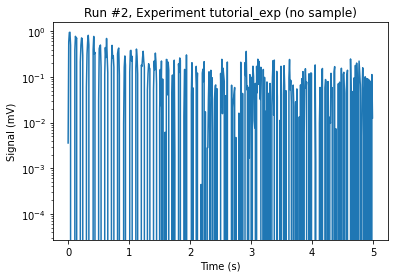 Run #2, Experiment tutorial_exp (no sample)
Signal (mV)
10⁰
10⁻¹
10⁻²
10⁻³
10⁻⁴
0 1 2 3 4 5
Time (s)